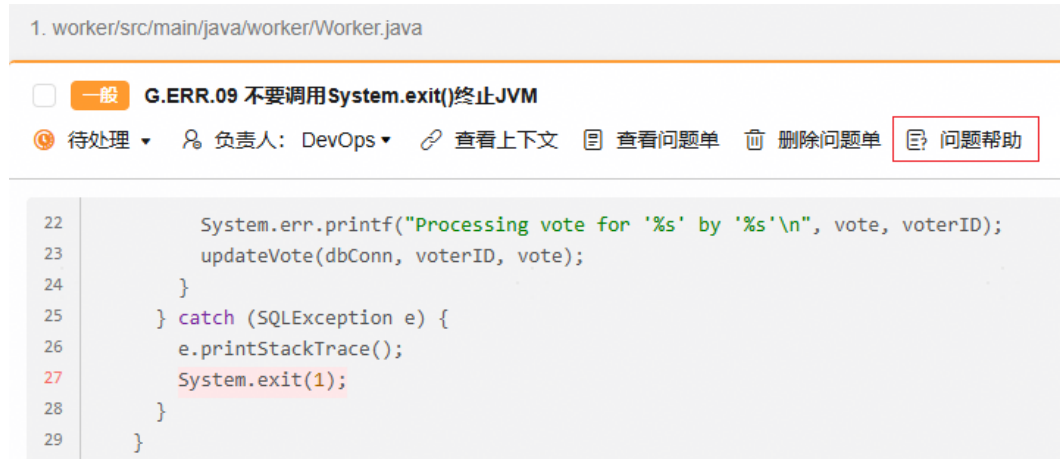 1. worker/src/main/java/worker/Worker.java
一般 G.ERR.09 不要调用System.exit()终止JVM
待处理 负责人： DevOps 查看上下文 查看问题单 删除问题单 问题帮助
22 System.err.printf("Processing vote for '%s' by '%s'\n", vote, voterID);
23 updateVote(dbConn, voterID, vote);
24 }
25 } catch (SQLException e) {
26 e.printStackTrace();
27 System.exit(1);
28 }
29 }